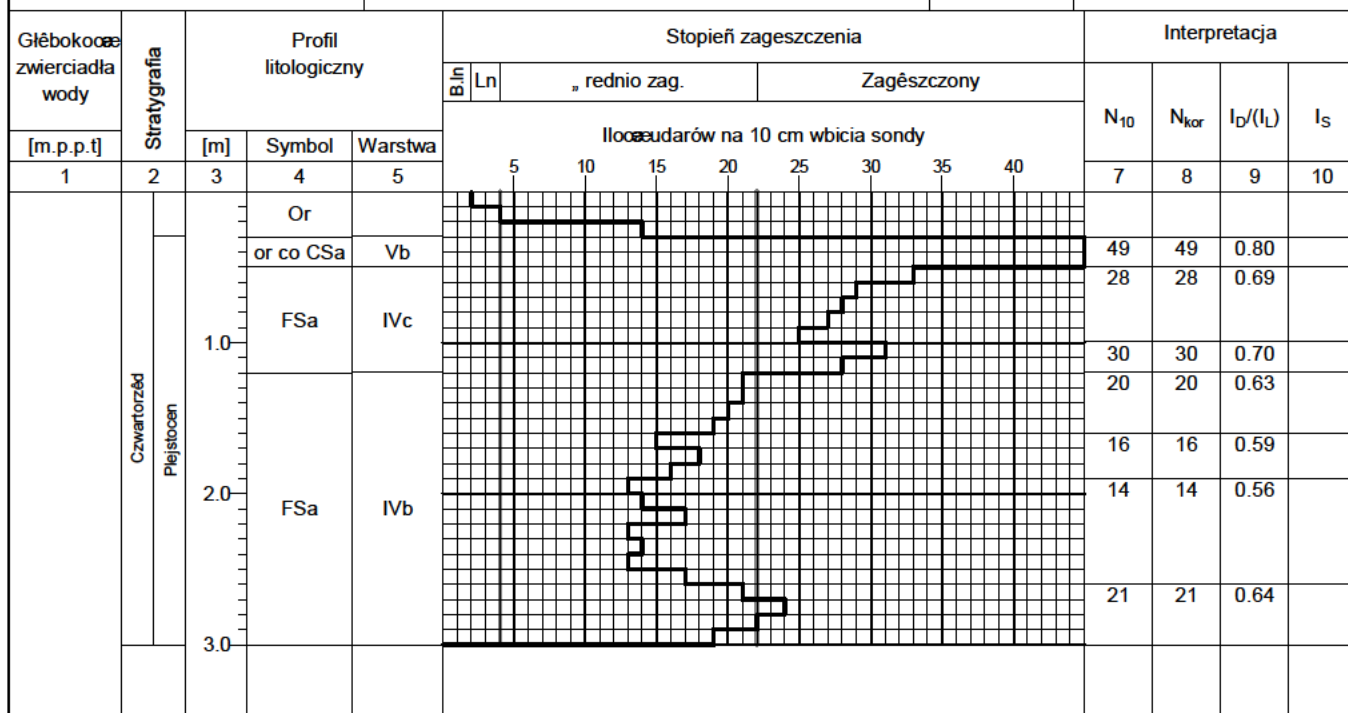 Głêbokoœæ
zwierciadła
wody
[m.p.p.t]
Stratygrafia
Profil
litologiczny
[m] Symbol Warstwa
Stopieñ zageszczenia
B.ln Ln „ rednio zag. Zagêszczony
Iloœæ udarów na 10 cm wbicia sondy
5 10 15 20 25 30 35 40
Interpretacja
N10 Nkor ID/(IL) IS
1 2 3 4 5 7 8 9 10
Or
or co CSa Vb 49 49 0.80
28 28 0.69
FSa IVc
1.0
30 30 0.70
20 20 0.63
Czwartorzêd
Plejstocen
16 16 0.59
2.0 14 14 0.56
FSa IVb
21 21 0.64
3.0